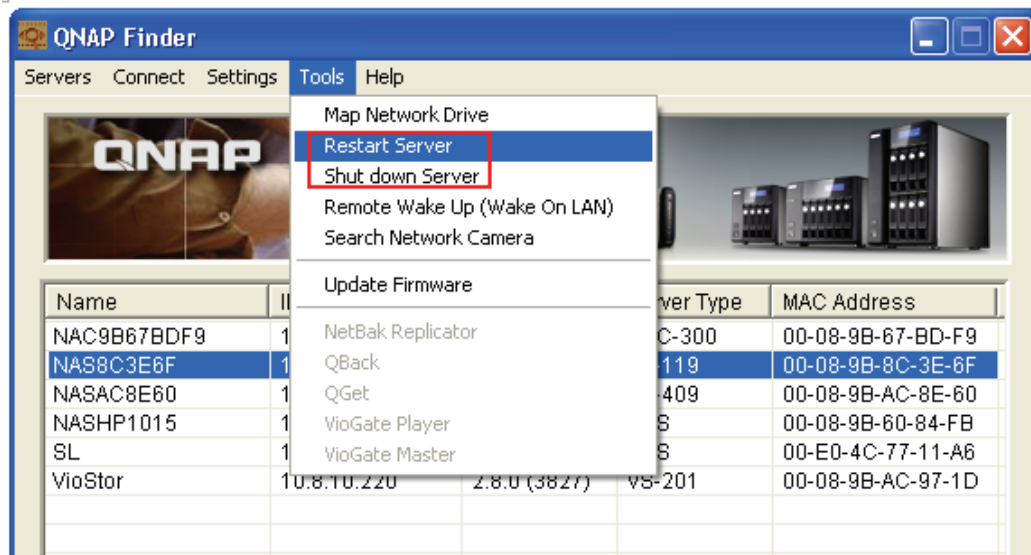 QNAP Finder
Servers Connect Settings Tools Help
QNAP
Map Network Drive
Restart Server
Shut down Server
Remote Wake Up (Wake On LAN)
Search Network Camera
Update Firmware
NetBak Replicator
QBack
QGet
VioGate Player
VioGate Master
Name MAC Address
NAC9B67BDF9 00-08-9B-67-BD-F9
NAS8C3E6F 00-08-9B-8C-3E-6F
NASAC8E60 00-08-9B-AC-8E-60
NASHP1015 00-08-9B-60-84-FB
SL 00-E0-4C-77-11-A6
VioStor 10.8.10.220 2.8.0 (3827) VS-201 00-08-9B-AC-97-1D